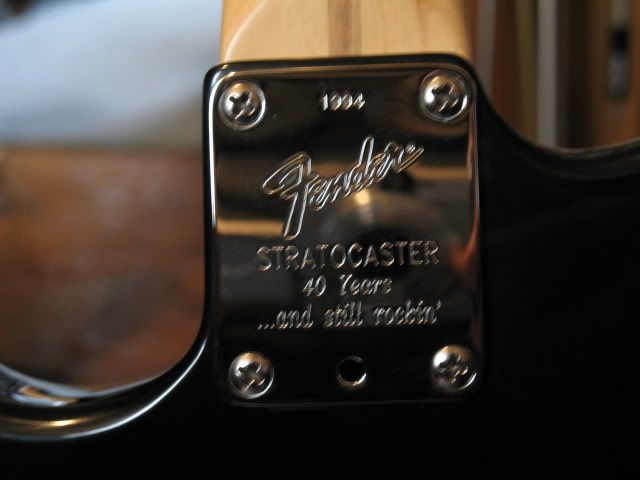 1994
Fender
STRATOCASTER
40 Years
...and still rockin'